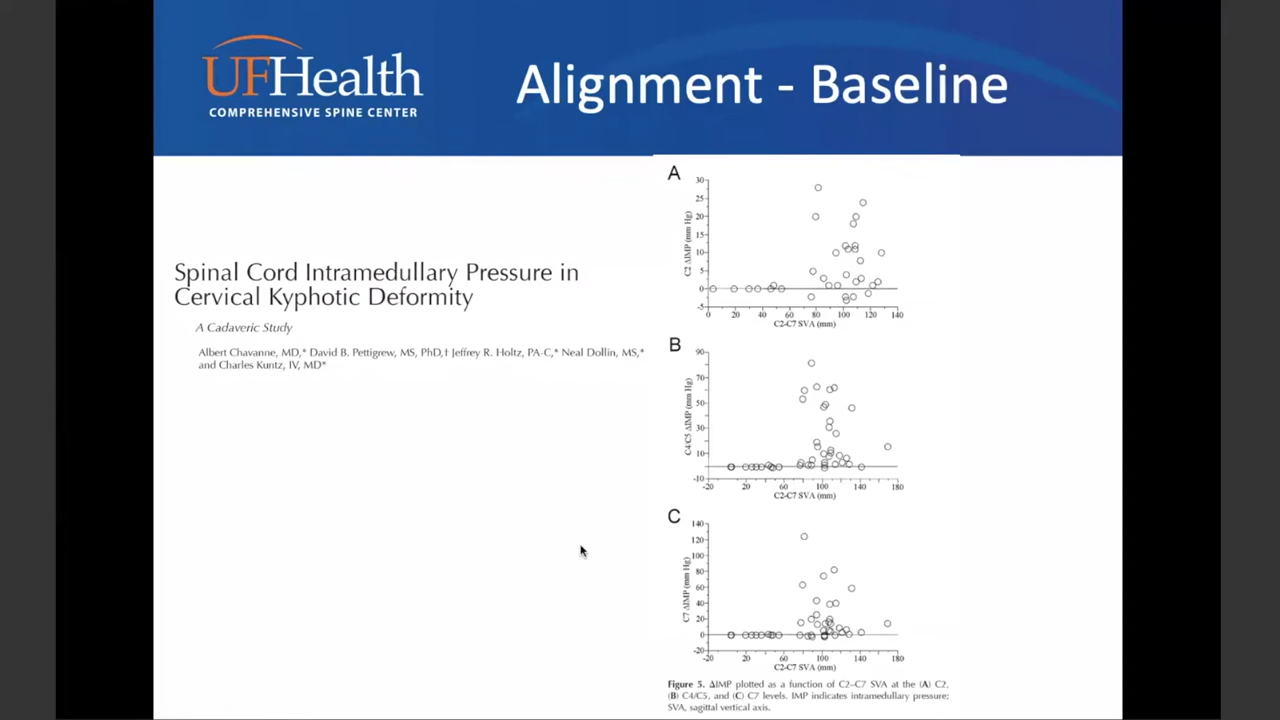 UFHealth
COMPREHENSIVE SPINE CENTER
Alignment - Baseline
Spinal Cord Intramedullary Pressure in
Cervical Kyphotic Deformity
A Cadaveric Study
Albert Chavanne, MD,* David B. Pettigrew, MS, PhD,† Jeffrey R. Holtz, PA-C,* Neal Dollin, MS,*
and Charles Kuntz, IV, MD*
A
C2 ΔIMP (mm Hg)
30
25
20
15
10
5
0
-5
0 20 40 60 80 100 120 140
C2-C7 SVA (mm)
B
C4/C5 ΔIMP (mm Hg)
90
70
50
30
10
-10
-20 20 60 100 140 180
C2-C7 SVA (mm)
C
C7 ΔIMP (mm Hg)
140
120
100
80
60
40
20
0
-20
-20 20 60 100 140 180
C2-C7 SVA (mm)
Figure 5. ΔIMP plotted as a function of C2–C7 SVA at the (A) C2,
(B) C4/C5, and (C) C7 levels. IMP indicates intramedullary pressure;
SVA, sagittal vertical axis.